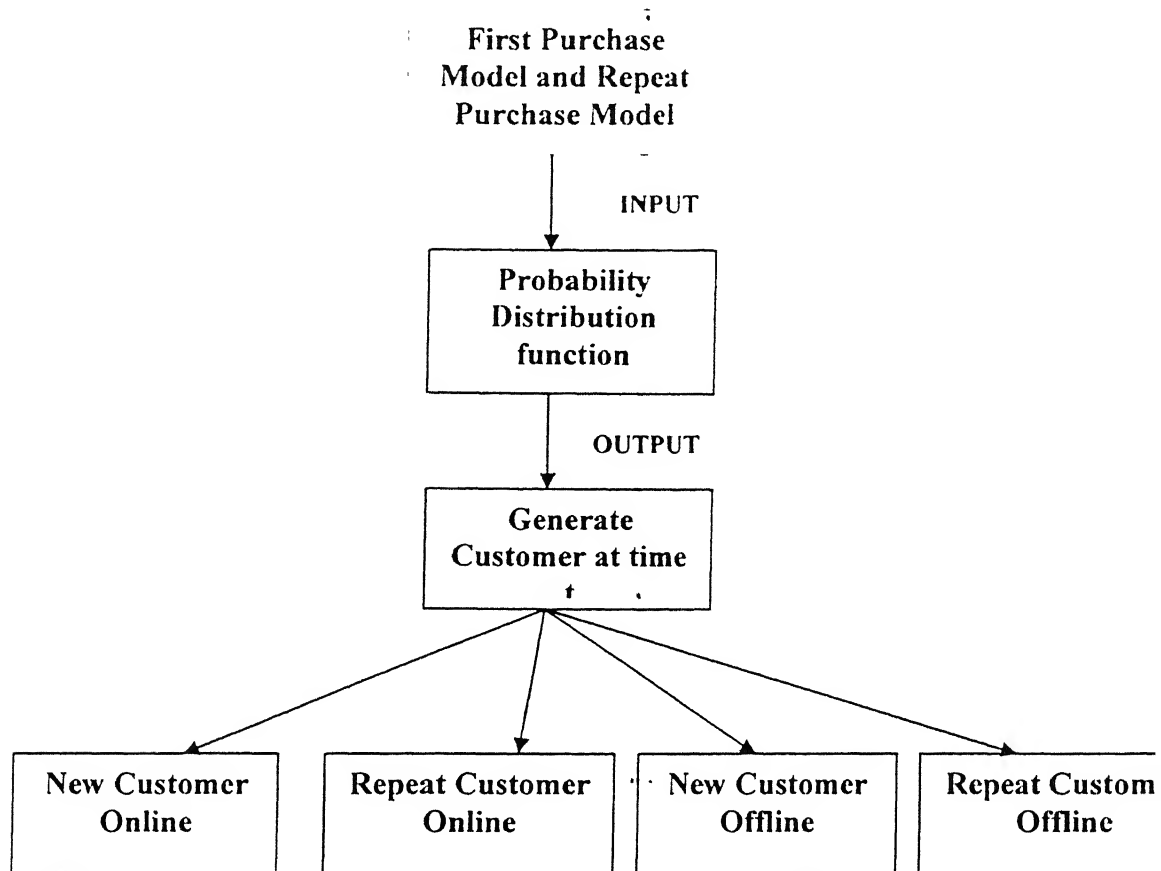 First Purchase
Model and Repeat
Purchase Model
INPUT
Probability
Distribution
function
OUTPUT
Generate
Customer at time
t
New Customer
Online
Repeat Customer
Online
New Customer
Offline
Repeat Custom
Offline